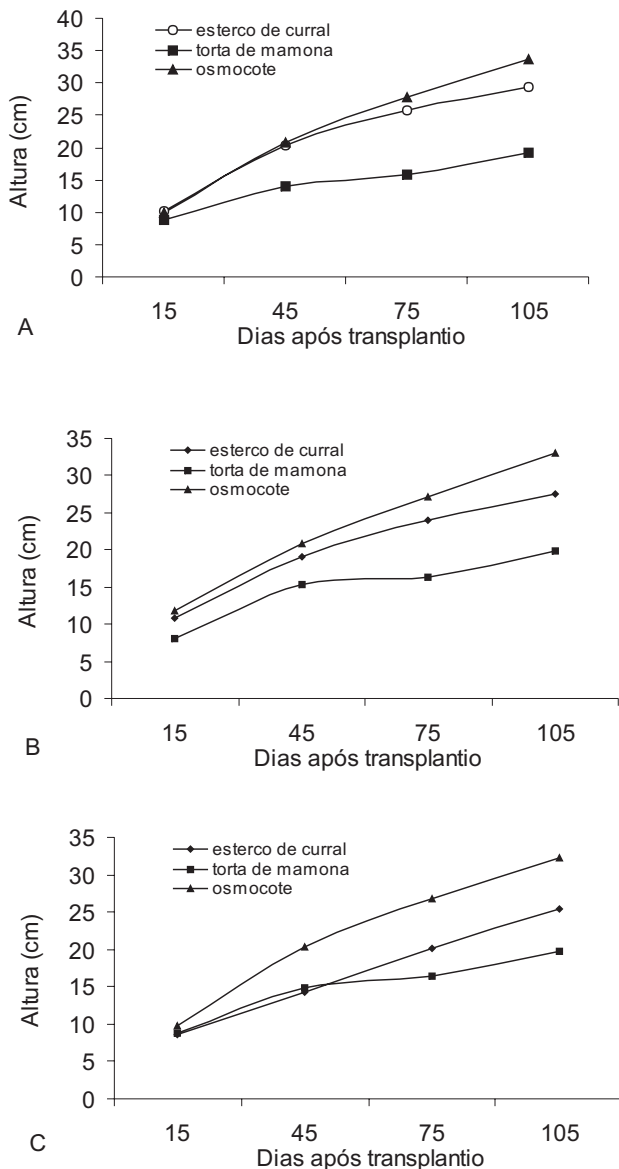 40
35
30
25
20
15
10
5
0
Altura (cm)
esterco de curral
torta de mamona
osmocote
15 45 75 105
Dias após transplantio
A
35
30
25
20
15
10
5
0
Altura (cm)
esterco de curral
torta de mamona
osmocote
15 45 75 105
Dias após transplantio
B
35
30
25
20
15
10
5
0
Altura (cm)
esterco de curral
torta de mamona
osmocote
15 45 75 105
Dias após transplantio
C